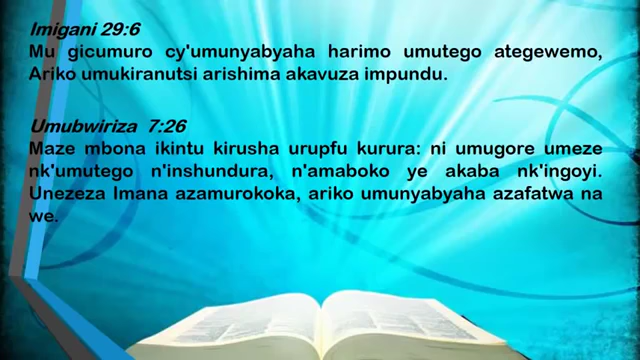 Imigani 29:6
Mu gicumuro cy'umunyabyaha harimo umutego ategewemo,
Ariko umukiranutsi arishima akavuza impundu.
Umubwiriza 7:26
Maze mbona ikintu kirusha urupfu kurura: ni umugore umeze
nk'umutego n'inshundura, n'amaboko ye akaba nk'ingoyi.
Unezeza Imana azamurokoka, ariko umunyabyaha azafatwa na
we.